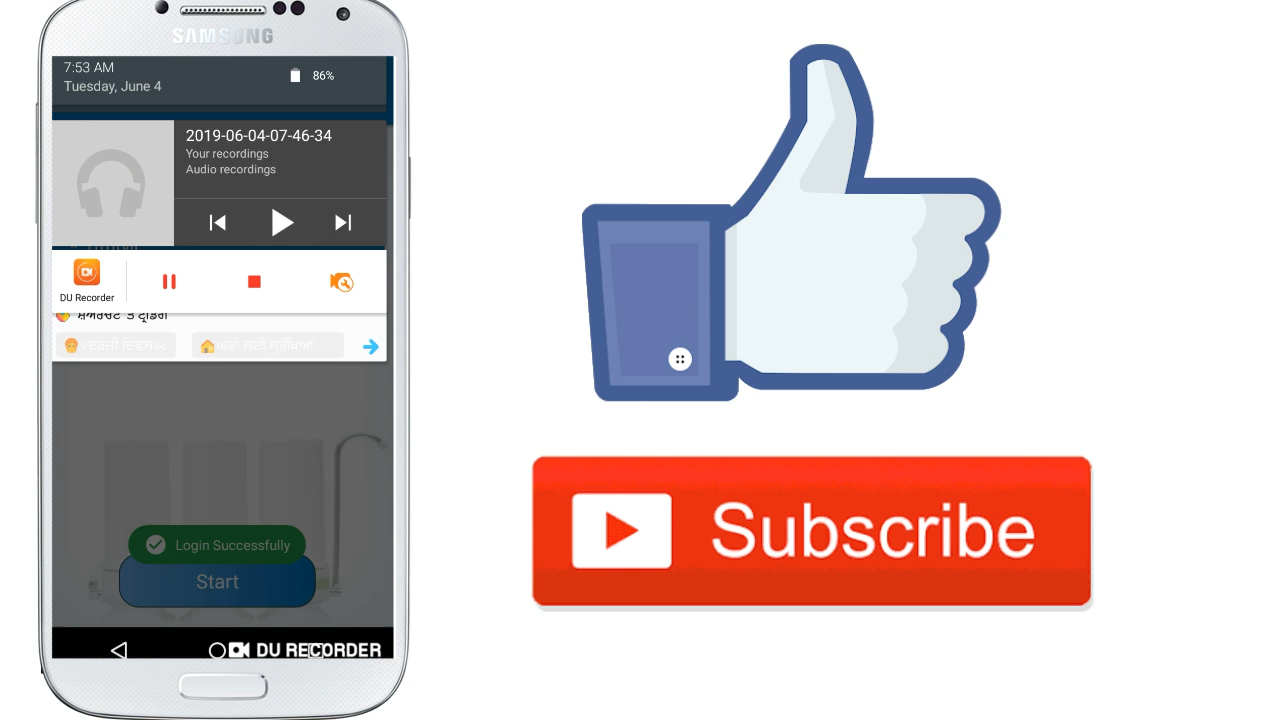 SAMSUNG
7:53 AM
86%
Tuesday, June 4
2019-06-04-07-46-34
Your recordings
Audio recordings
DU Recorder
Login Successfully
Start
DU RECORDER
Subscribe